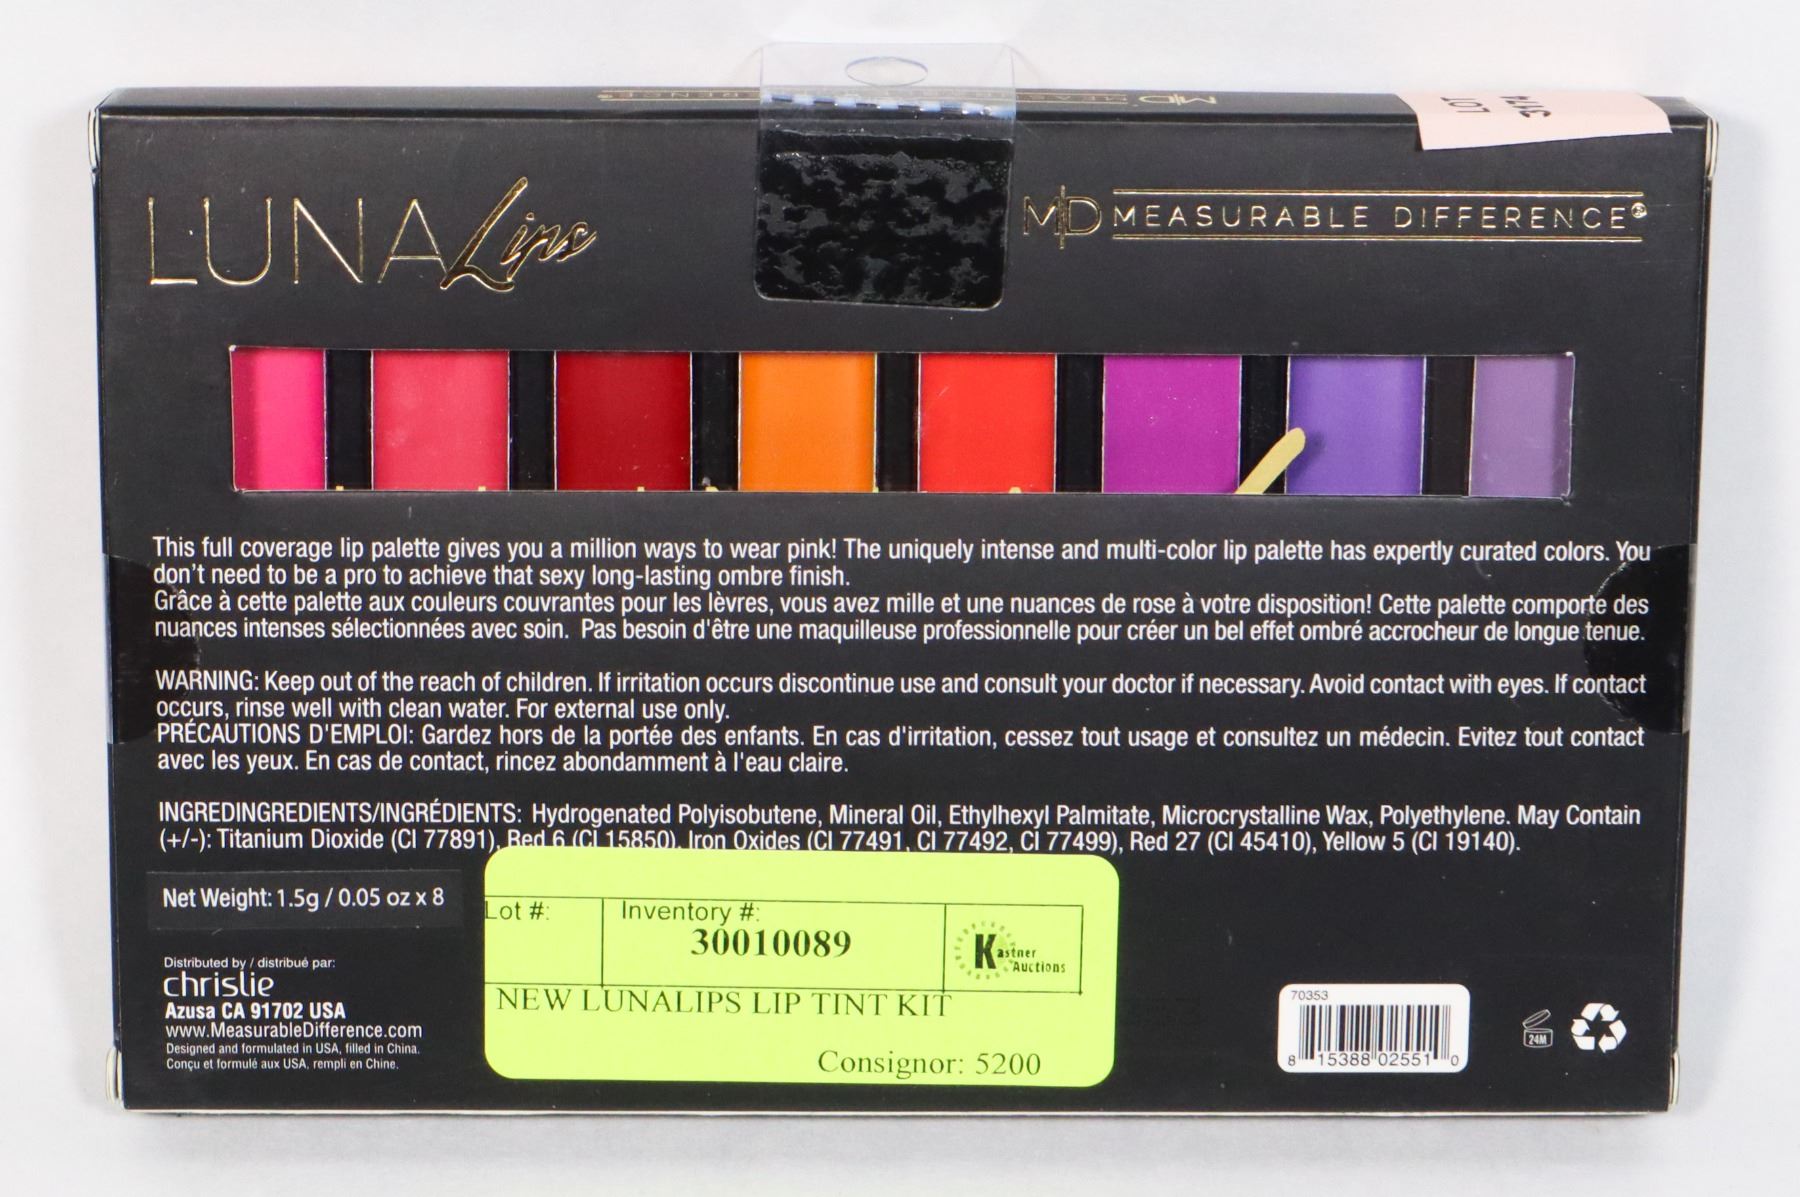 LOT
3174
LUNA Lips
MD MEASURABLE DIFFERENCE®
This full coverage lip palette gives you a million ways to wear pink! The uniquely intense and multi-color lip palette has expertly curated colors. You
don't need to be a pro to achieve that sexy long-lasting ombre finish.
Grâce à cette palette aux couleurs couvrantes pour les lèvres, vous avez mille et une nuances de rose à votre disposition! Cette palette comporte des
nuances intenses sélectionnées avec soin. Pas besoin d'être une maquilleuse professionnelle pour créer un bel effet ombré accrocheur de longue tenue.
WARNING: Keep out of the reach of children. If irritation occurs discontinue use and consult your doctor if necessary. Avoid contact with eyes. If contact
occurs, rinse well with clean water. For external use only.
PRÉCAUTIONS D'EMPLOI: Gardez hors de la portée des enfants. En cas d'irritation, cessez tout usage et consultez un médecin. Evitez tout contact
avec les yeux. En cas de contact, rincez abondamment à l'eau claire.
INGREDINGREDIENTS/INGRÉDIENTS: Hydrogenated Polyisobutene, Mineral Oil, Ethylhexyl Palmitate, Microcrystalline Wax, Polyethylene. May Contain
(+/-): Titanium Dioxide (CI 77891), Red 6 (CI 15850), Iron Oxides (CI 77491, CI 77492, CI 77499), Red 27 (CI 45410), Yellow 5 (CI 19140).
Net Weight: 1.5g / 0.05 oz x 8
Distributed by / distribué par:
chrislie
Azusa CA 91702 USA
www.MeasurableDifference.com
Designed and formulated in USA, filled in China.
Conçu et formulé aux USA, rempli en Chine.
Lot #:
Inventory #:
30010089
Kastner
Auctions
NEW LUNALIPS LIP TINT KIT
Consignor: 5200
70353
8 15388 02551 0
24M